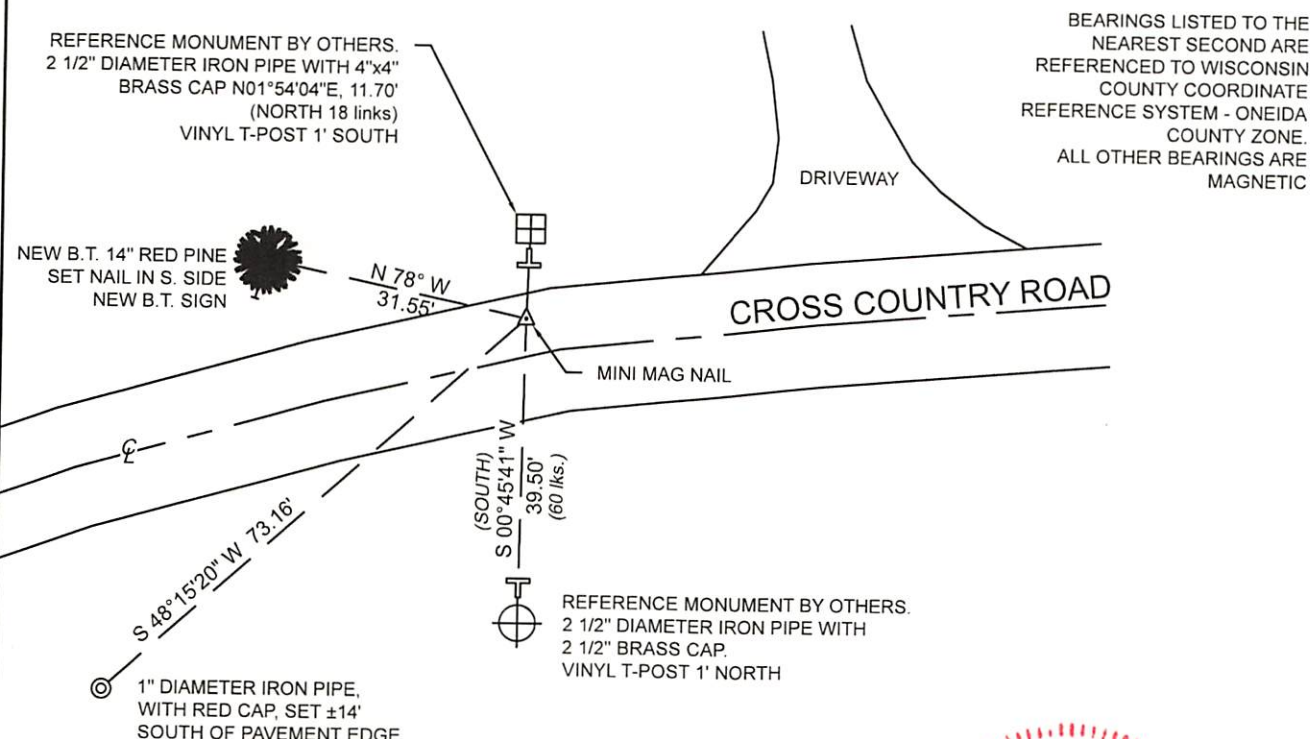 REFERENCE MONUMENT BY OTHERS.
2 1/2" DIAMETER IRON PIPE WITH 4"x4"
BRASS CAP N01°54'04"E, 11.70'
(NORTH 18 links)
VINYL T-POST 1' SOUTH
BEARINGS LISTED TO THE
NEAREST SECOND ARE
REFERENCED TO WISCONSIN
COUNTY COORDINATE
REFERENCE SYSTEM - ONEIDA
COUNTY ZONE.
ALL OTHER BEARINGS ARE
MAGNETIC
DRIVEWAY
NEW B.T. 14" RED PINE
SET NAIL IN S. SIDE
NEW B.T. SIGN
N 78° W
31.55'
CROSS COUNTRY ROAD
MINI MAG NAIL
℄
(SOUTH)
S 00°45'41" W
39.50'
(60 lks.)
S 48°15'20" W 73.16'
REFERENCE MONUMENT BY OTHERS.
2 1/2" DIAMETER IRON PIPE WITH
2 1/2" BRASS CAP.
VINYL T-POST 1' NORTH
1" DIAMETER IRON PIPE,
WITH RED CAP, SET ±14'
SOUTH OF PAVEMENT EDGE